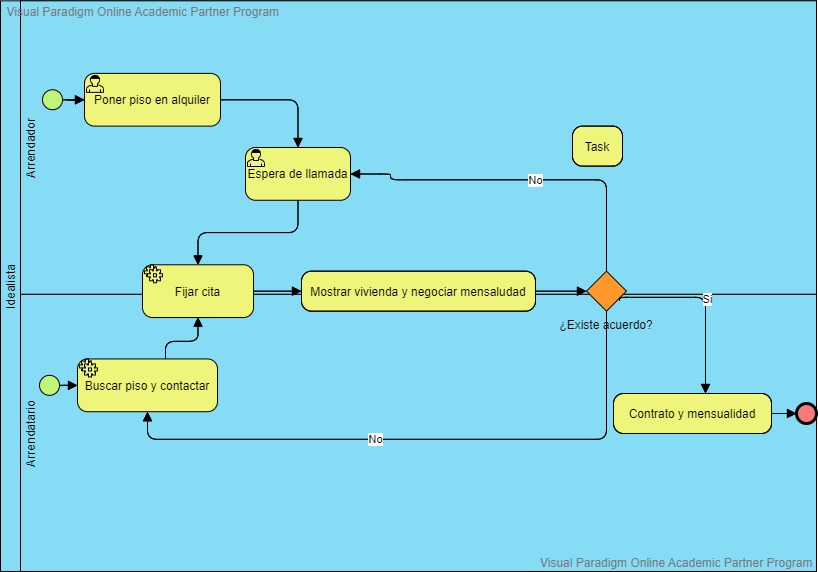 Visual Paradigm Online Academic Partner Program
Idealista
Arrendador
Poner piso en alquiler
Task
Espera de llamada
No
Fijar cita
Mostrar vivienda y negociar mensaludad
Sí
¿Existe acuerdo?
Arrendatario
Buscar piso y contactar
Contrato y mensualidad
No
Visual Paradigm Online Academic Partner Program